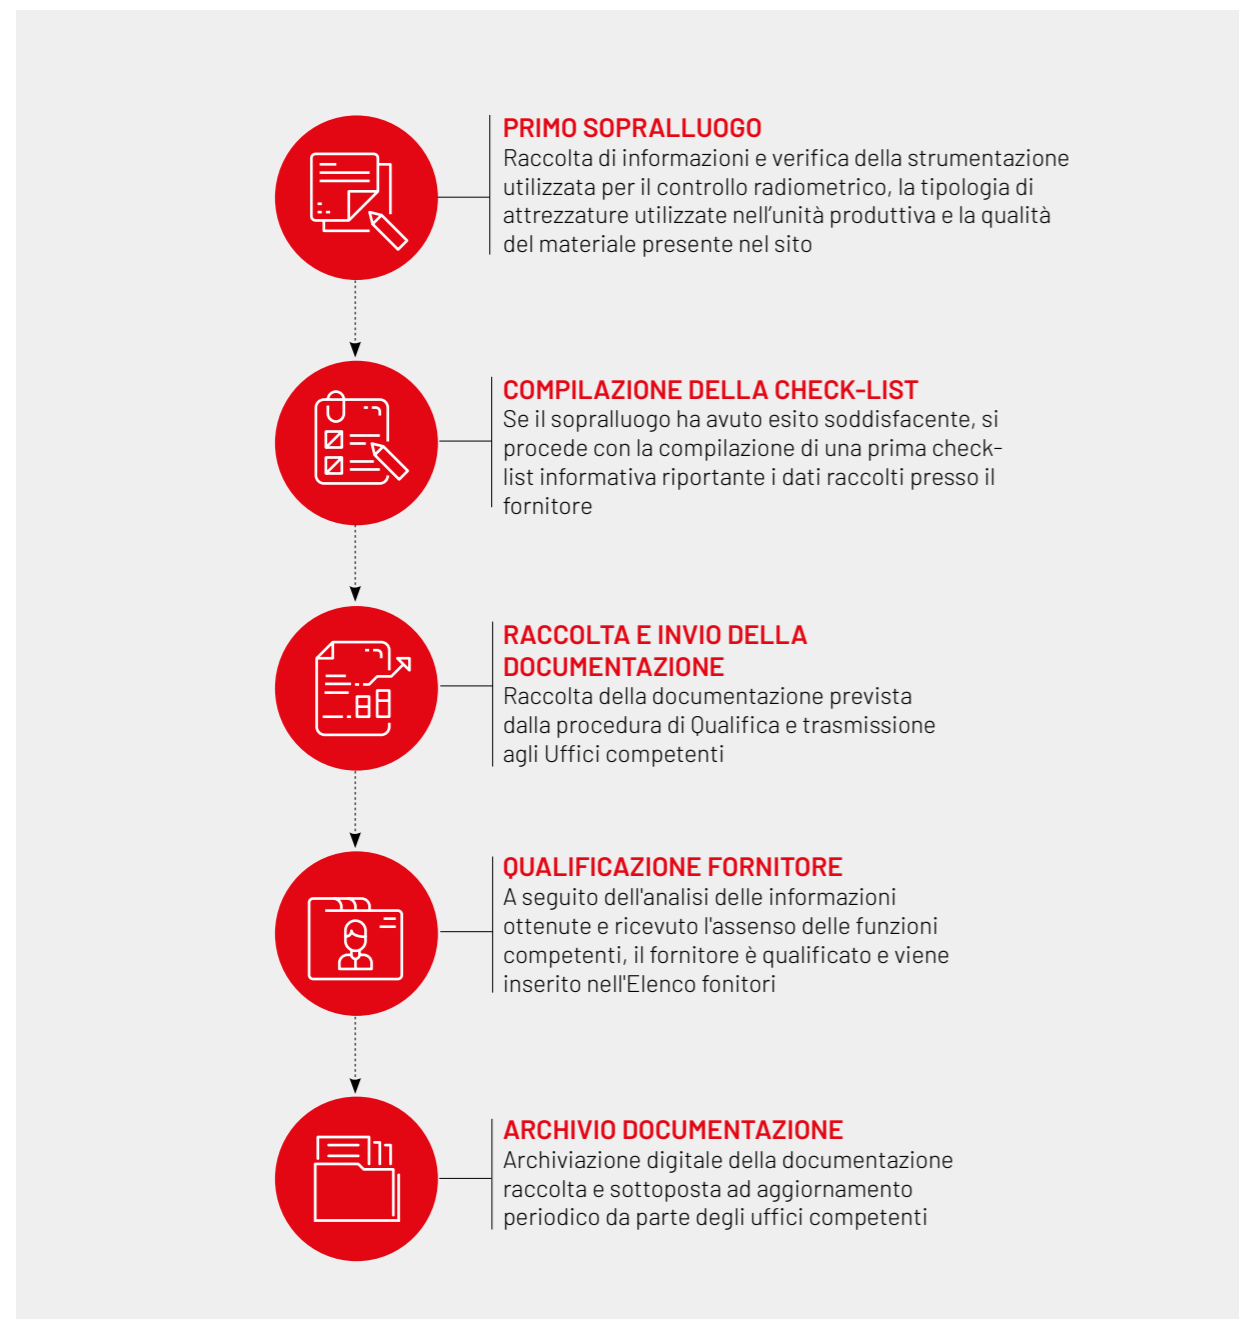 PRIMO SOPRALLUOGO
Raccolta di informazioni e verifica della strumentazione
utilizzata per il controllo radiometrico, la tipologia di
attrezzature utilizzate nell’unità produttiva e la qualità
del materiale presente nel sito
COMPILAZIONE DELLA CHECK-LIST
Se il sopralluogo ha avuto esito soddisfacente, si
procede con la compilazione di una prima check-
list informativa riportante i dati raccolti presso il
fornitore
RACCOLTA E INVIO DELLA
DOCUMENTAZIONE
Raccolta della documentazione prevista
dalla procedura di Qualifica e trasmissione
agli Uffici competenti
QUALIFICAZIONE FORNITORE
A seguito dell'analisi delle informazioni
ottenute e ricevuto l'assenso delle funzioni
competenti, il fornitore è qualificato e viene
inserito nell'Elenco fonitori
ARCHIVIO DOCUMENTAZIONE
Archiviazione digitale della documentazione
raccolta e sottoposta ad aggiornamento
periodico da parte degli uffici competenti